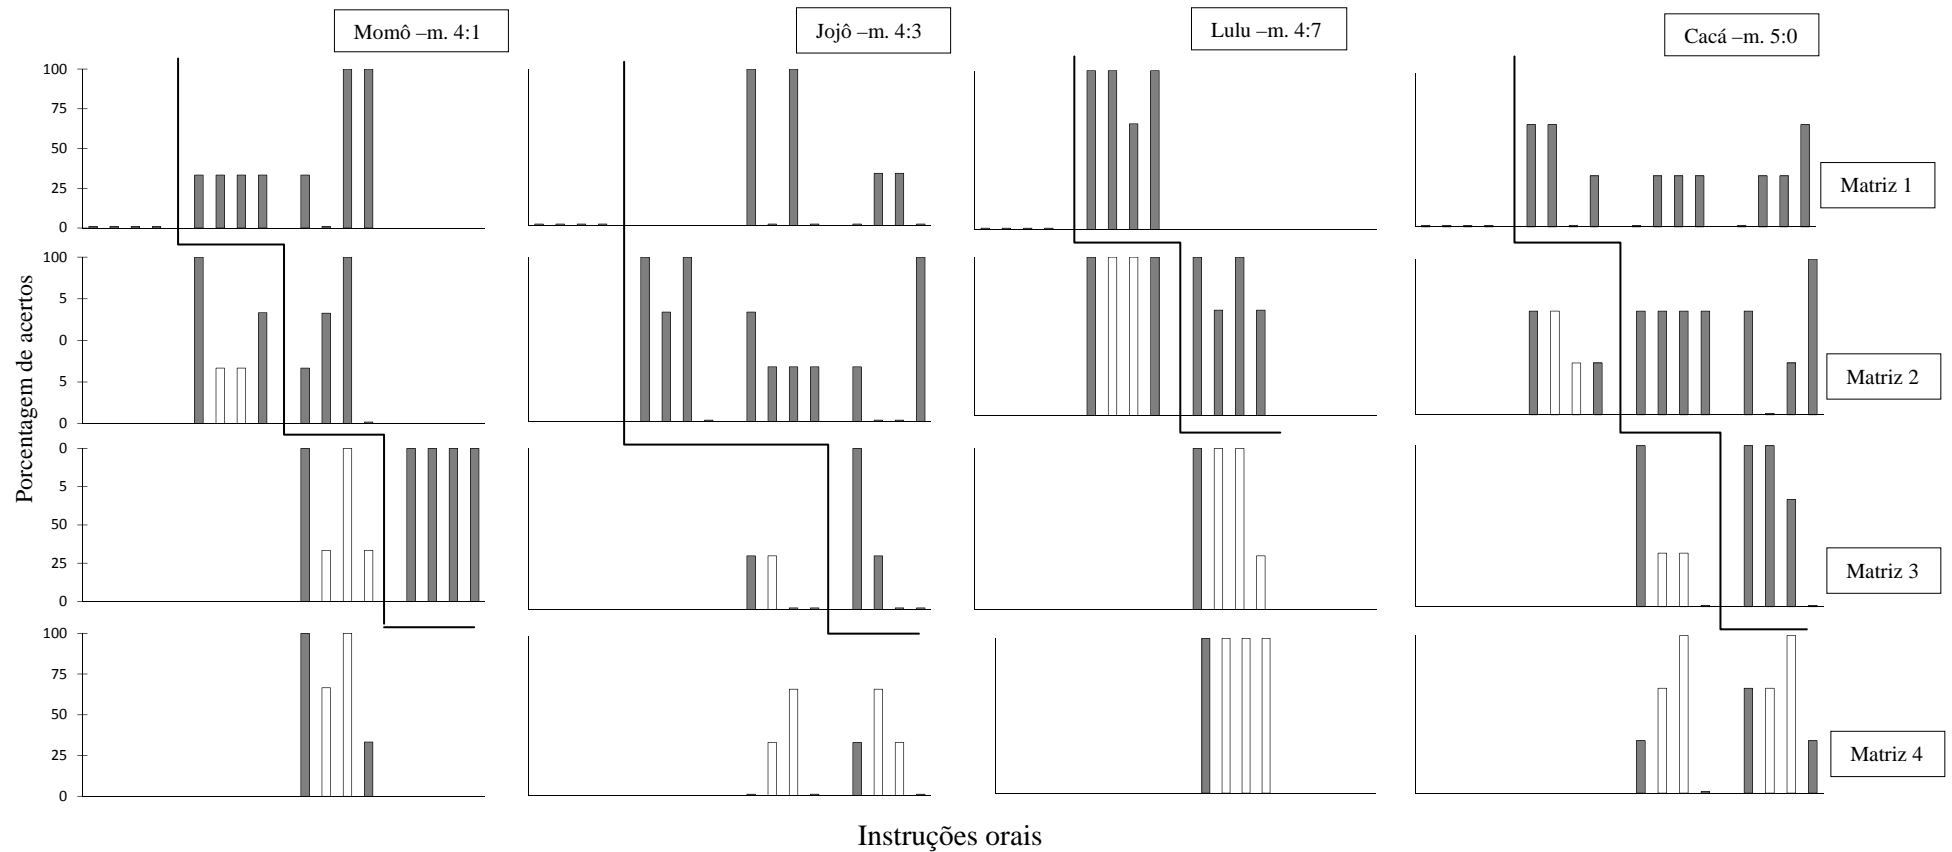 Momô –m. 4:1
Jojô –m. 4:3
Lulu –m. 4:7
Cacá –m. 5:0
Porcentagem de acertos
100
75
50
25
0
Matriz 1
100
5
0
5
0
Matriz 2
0
5
50
25
0
Matriz 3
100
75
50
25
0
Matriz 4
Instruções orais